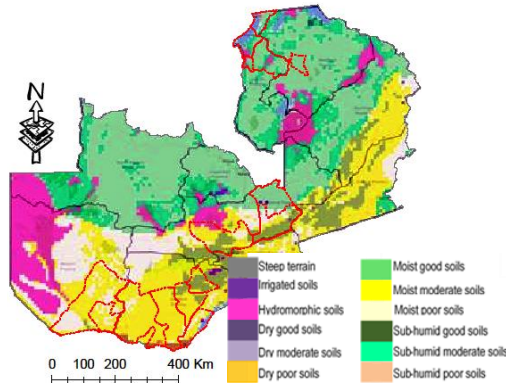 N
Steep terrain
Irrigated soils
Hydromorphic soils
Dry good soils
Dry moderate soils
Dry poor soils
Moist good soils
Moist moderate soils
Moist poor soils
Sub-humid good soils
Sub-humid moderate soils
Sub-humid poor soils
0 100 200 400 Km